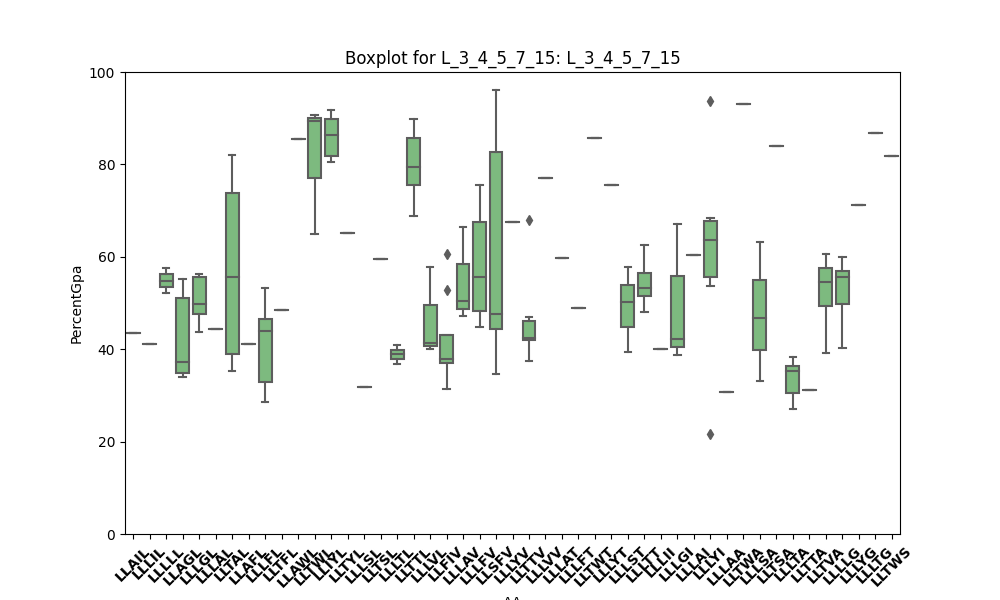 Boxplot for L_3_4_5_7_15: L_3_4_5_7_15
PercentGpa
100
80
60
40
20
0
LLAIL
LLLIL
LLLLL
LLAGL
LLLGL
LLLAL
LLTAL
LLAFL
LLLFL
LLTFL
LLAWL
LLLWL
LLIYL
LLTYL
LLLSL
LLTSL
LLLTL
LLTTL
LLLVL
LLFIV
LLLAV
LLLFV
LLSFV
LLLYV
LLTTV
LLLVV
LLLAT
LLLFT
LLTWT
LLLYT
LLLST
LLLTT
LLLII
LLLGI
LLLAI
LLLYI
LLLAA
LLTWA
LLLSA
LLTSA
LLLTA
LLTTA
LLTVA
LLLLG
LLLYG
LLLTG
LLTWS